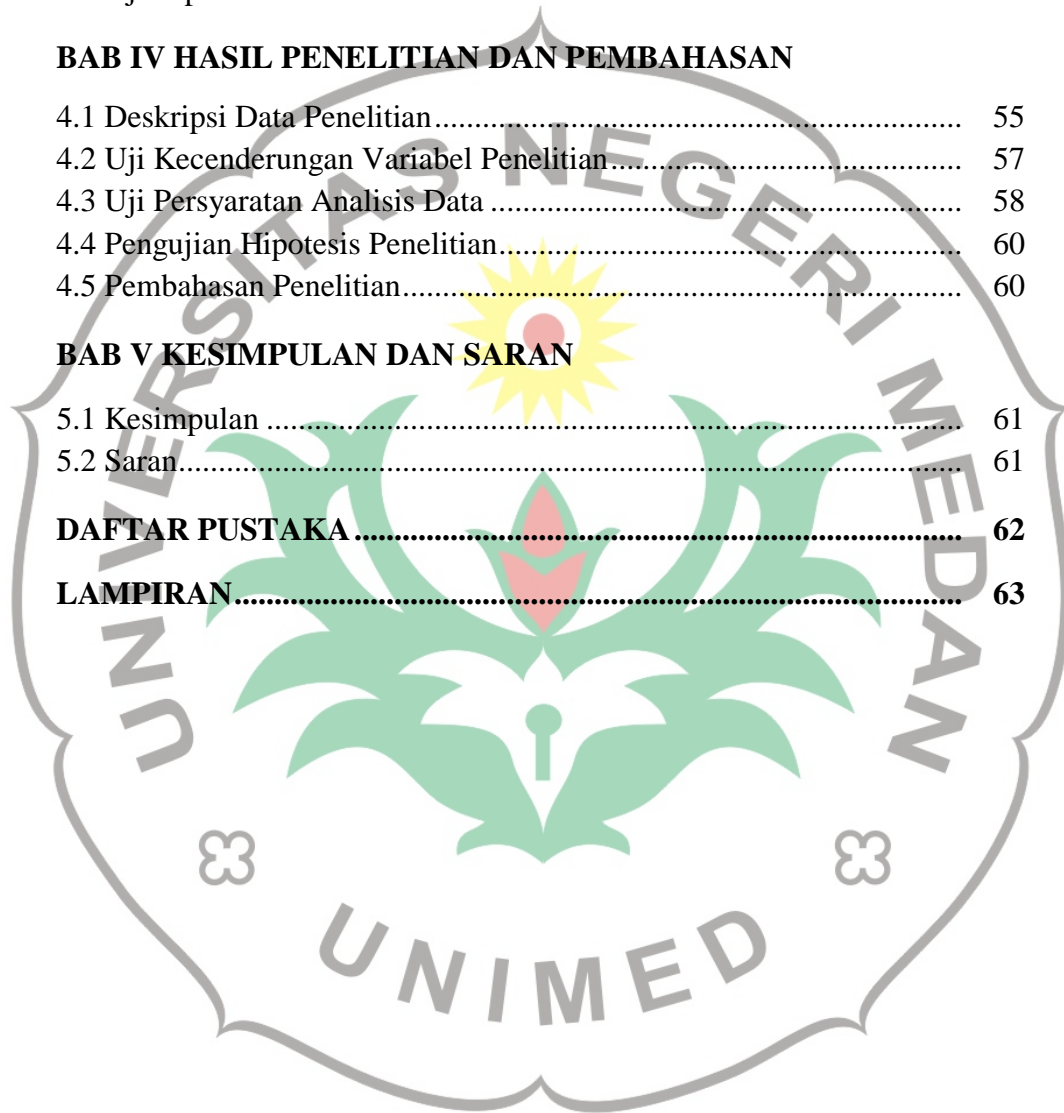 BAB IV HASIL PENELITIAN DAN PEMBAHASAN
4.1 Deskripsi Data Penelitian.......................................................................... 55
4.2 Uji Kecenderungan Variabel Penelitian................................................. 57
4.3 Uji Persyaratan Analisis Data ................................................................. 58
4.4 Pengujian Hipotesis Penelitian................................................................ 60
4.5 Pembahasan Penelitian............................................................................. 60
BAB V KESIMPULAN DAN SARAN
5.1 Kesimpulan ................................................................................................ 61
5.2 Saran............................................................................................................ 61
DAFTAR PUSTAKA .................................................................................... 62
LAMPIRAN.................................................................................................... 63
UNIVERSITAS NEGERI MEDAN
UNIMED